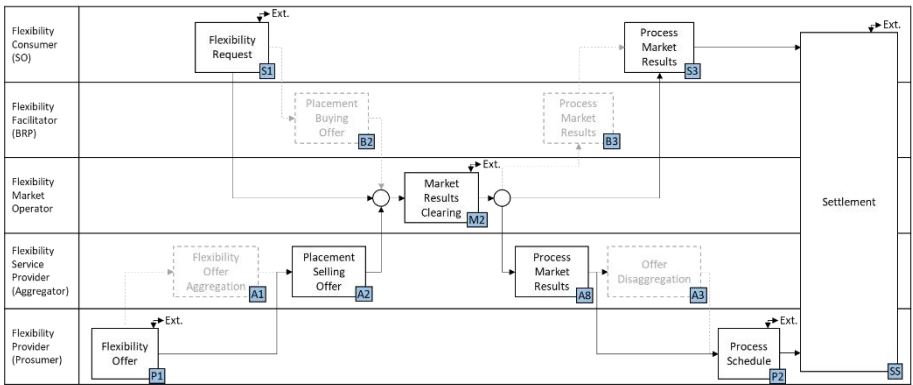 Flexibility
Consumer
(SO)
Ext.
Flexibility
Request
S1
Process
Market
Results
S3
Ext.
Flexibility
Facilitator
(BRP)
Placement
Buying
Offer
B2
Process
Market
Results
B3
Flexibility
Market
Operator
Ext.
Market
Results
Clearing
M2
Settlement
SS
Flexibility
Service
Provider
(Aggregator)
Flexibility
Offer
Aggregation
A1
Placement
Selling
Offer
A2
Process
Market
Results
A8
Offer
Disaggregation
A3
Flexibility
Provider
(Prosumer)
Ext.
Flexibility
Offer
P1
Ext.
Process
Schedule
P2